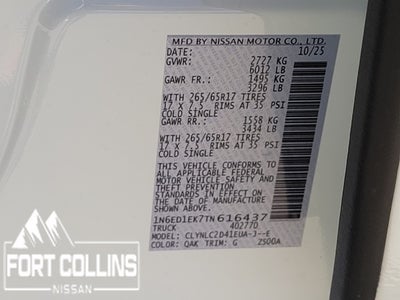 MFD BY NISSAN MOTOR CO., LTD.
DATE: 10/25
GVWR: 2727 KG
6012 LB
GAWR FR.: 1495 KG
3296 LB
WITH 265/65R17 TIRES
17 X 7.5 RIMS AT 35 PSI
COLD SINGLE
GAWR RR.: 1558 KG
3434 LB
WITH 265/65R17 TIRES
17 X 7.5 RIMS AT 35 PSI
COLD SINGLE
THIS VEHICLE CONFORMS TO
ALL APPLICABLE FEDERAL
MOTOR VEHICLE SAFETY AND
THEFT PREVENTION
STANDARDS IN EFFECT ON
THE DATE OF MANUFACTURE
SHOWN ABOVE.
1N6ED1EK7TN616437
TRUCK 40277D
MODEL: CLYNLC2D41EUA-J--E
COLOR: QAK TRIM: G 2500A
FORT COLLINS
NISSAN